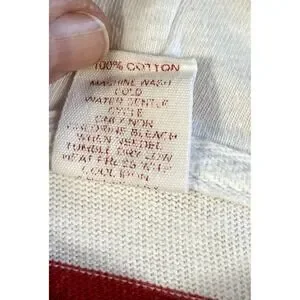 100% COTTON
MACHINE WASH
COLD
WATER GENTLE
CYCLE
ONLY NON
CHLORINE BLEACH
WHEN NEEDED
TUMBLE DRY LOW
COOL IRON